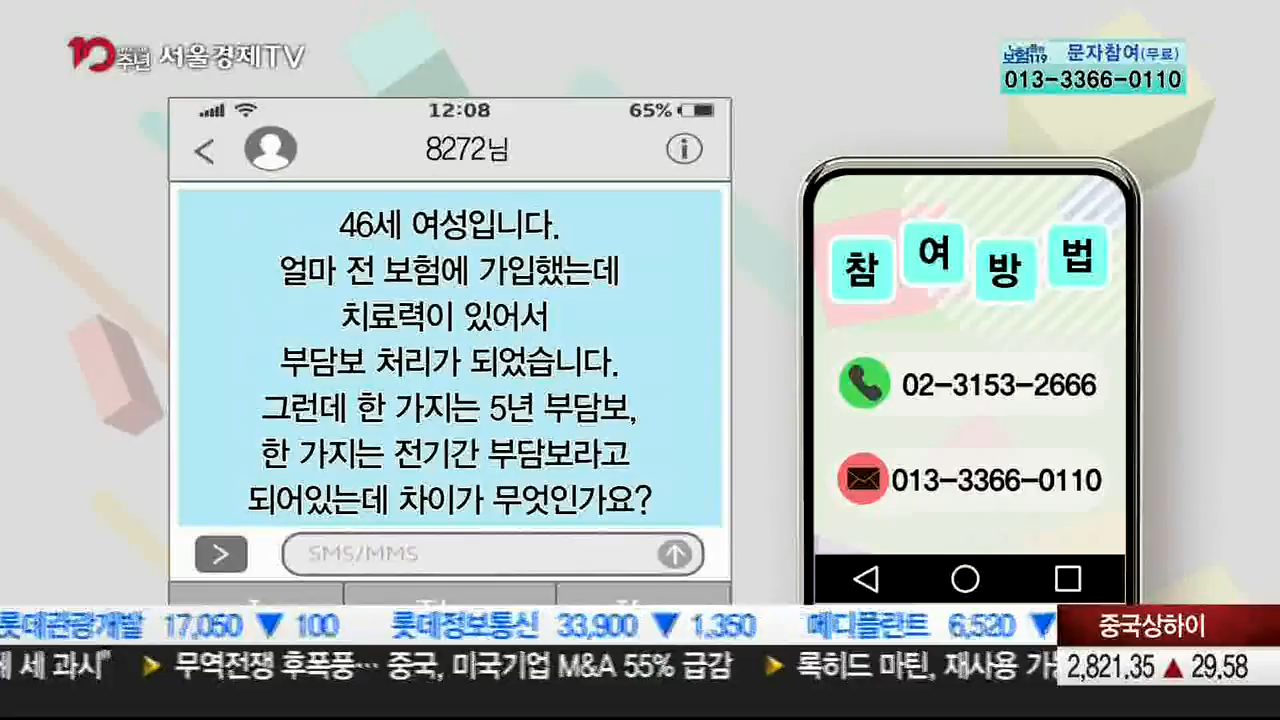 10주년 서울경제TV
보험119 문자참여(무료)
013-3366-0110
12:08 65%
8272님
46세 여성입니다.
얼마 전 보험에 가입했는데
치료력이 있어서
부담보 처리가 되었습니다.
그런데 한 가지는 5년 부담보,
한 가지는 전기간 부담보라고
되어있는데 차이가 무엇인가요?
SMS/MMS
참여방법
02-3153-2666
013-3366-0110
롯데관광개발 17,050 ▼ 100 롯데정보통신 33,900 ▼ 1,350 메디플란트 6,520 ▼
중국상하이
세 과시” ▶ 무역전쟁 후폭풍… 중국, 미국기업 M&A 55% 급감 ▶ 록히드 마틴, 재사용
2,821.35 ▲ 29.58